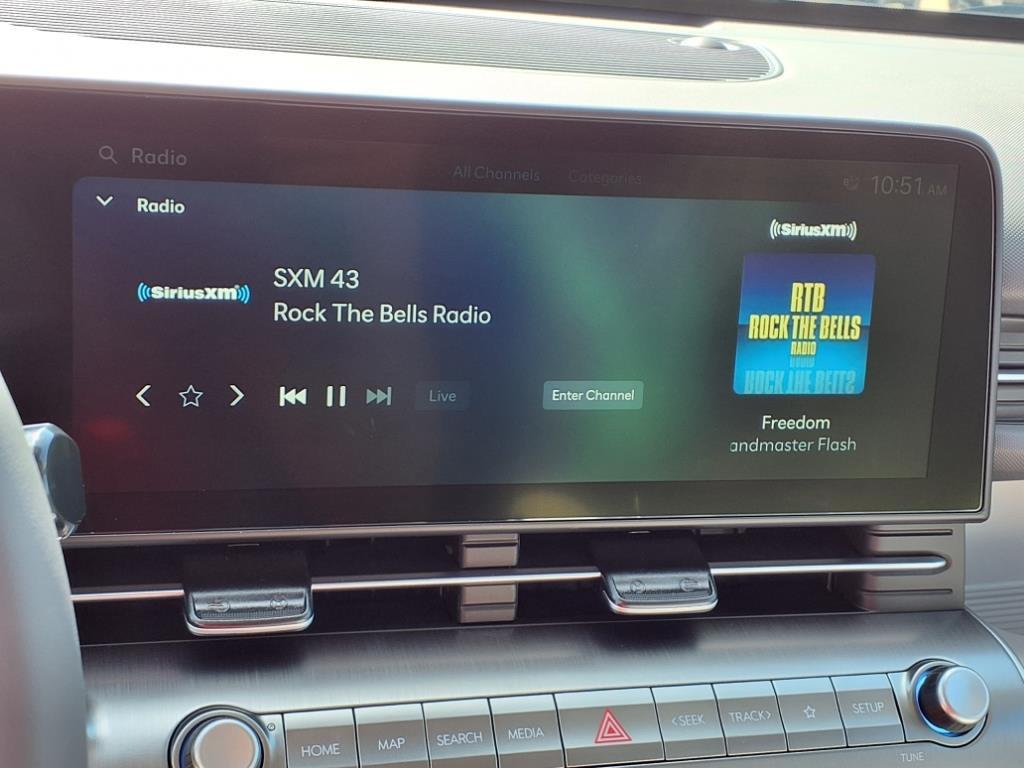 Radio
All Channels Categories
10:51 AM
Radio
SiriusXM
SiriusXM
SXM 43
Rock The Bells Radio
RTB
ROCK THE BELLS
RADIO
Live
Enter Channel
Freedom
andmaster Flash
HOME
MAP
SEARCH
MEDIA
< SEEK
TRACK >
SETUP
TUNE